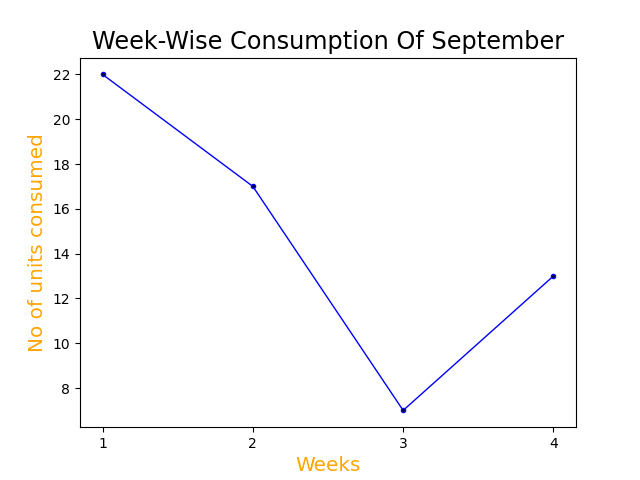 Week-Wise Consumption Of September
22
20
18
16
14
12
10
8
No of units consumed
1 2 3 4
Weeks